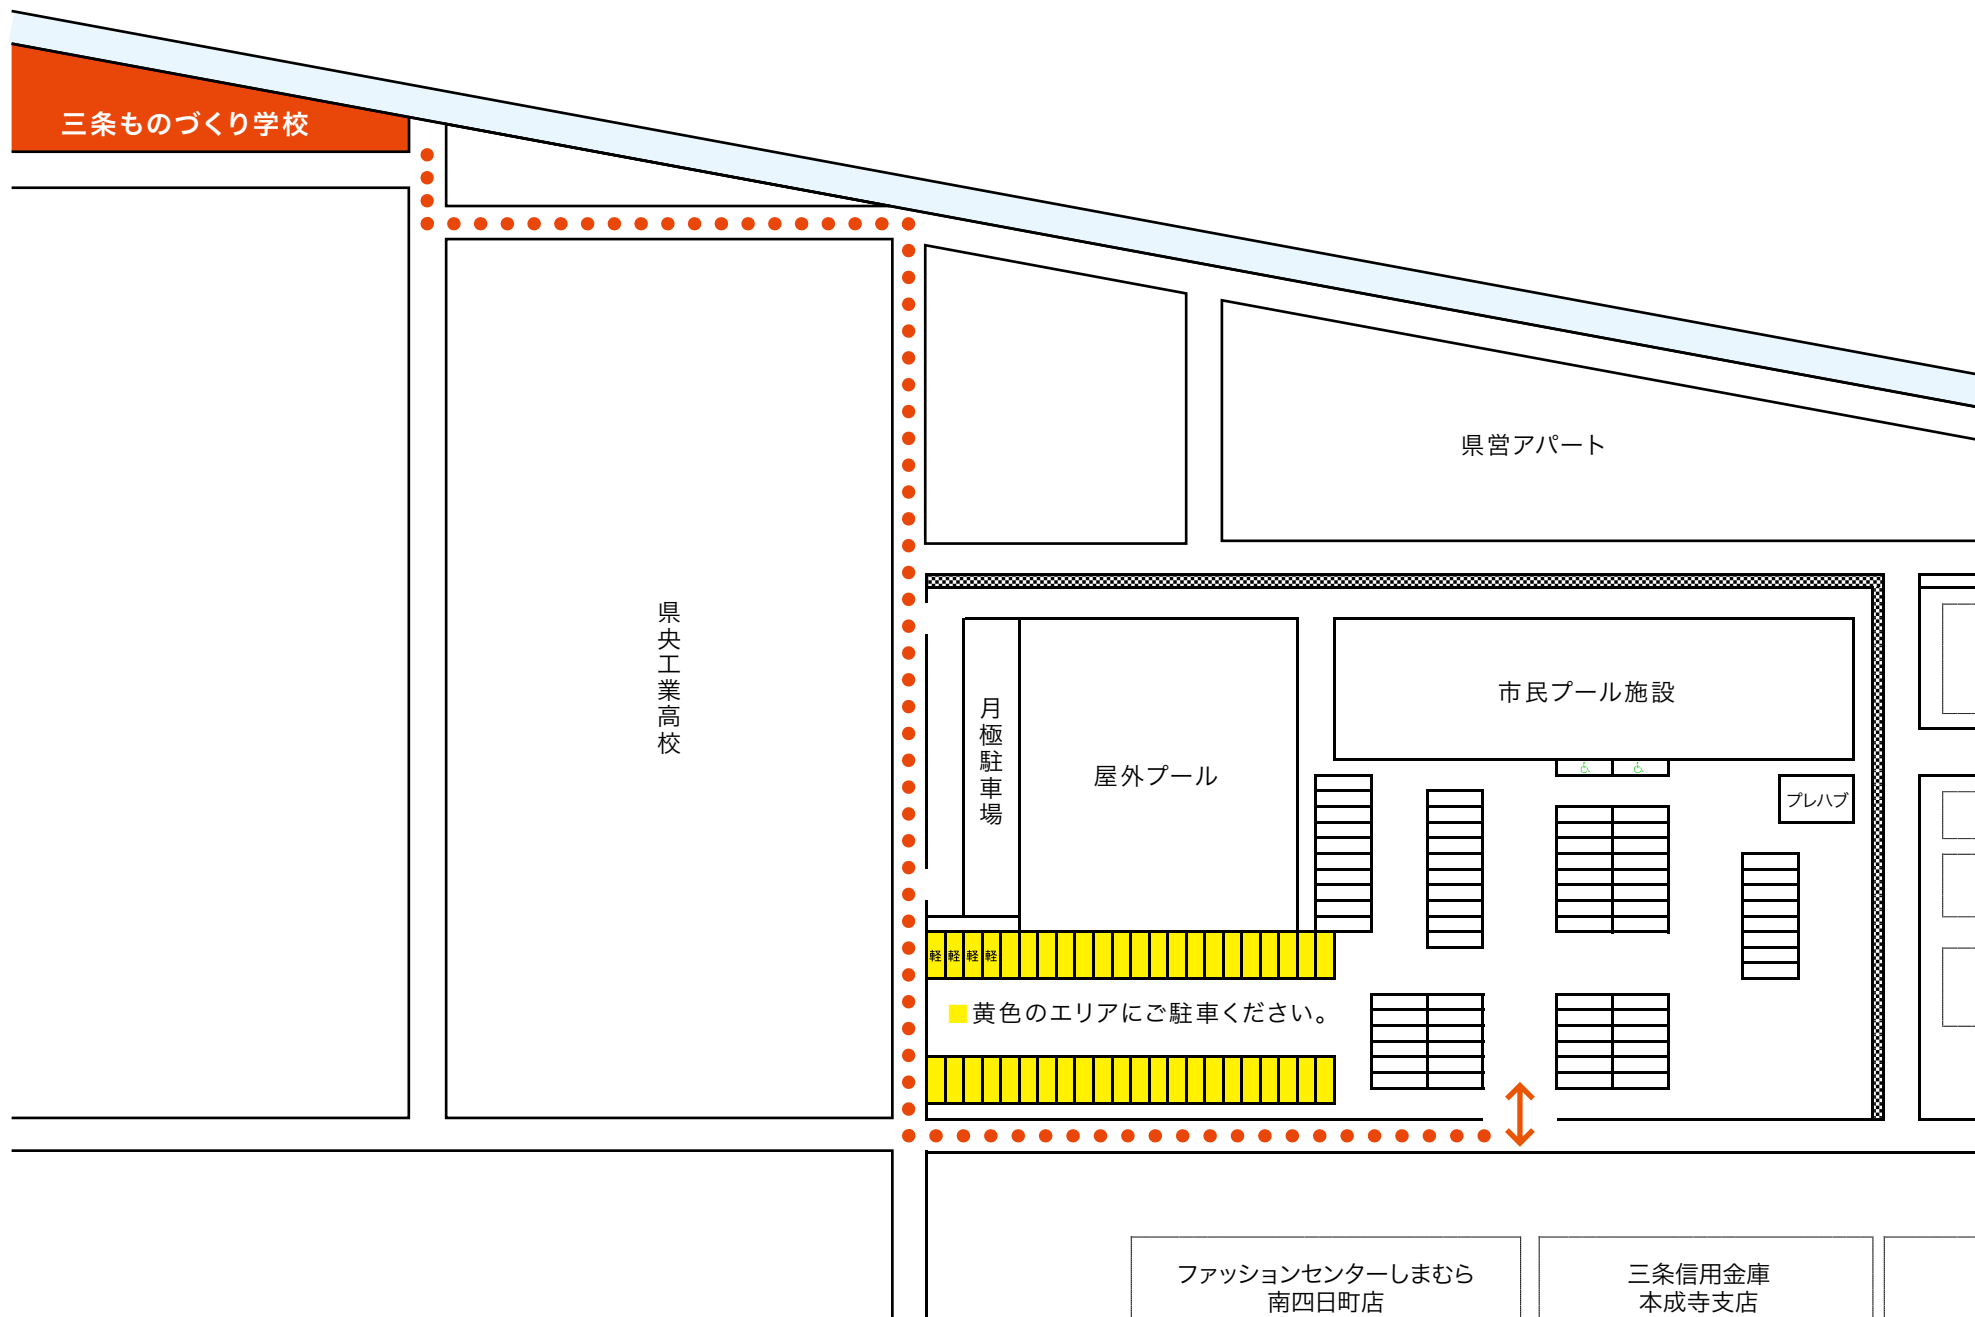 三条ものづくり学校
県営アパート
県央工業高校
月極駐車場
屋外プール
市民プール施設
プレハブ
軽 軽 軽 軽
黄色のエリアにご駐車ください。
ファッションセンターしまむら
南四日町店
三条信用金庫
本成寺支店